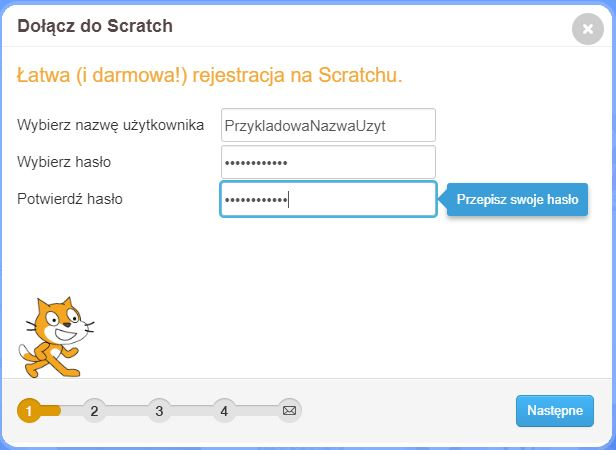 Dołącz do Scratch
Łatwa (i darmowa!) rejestracja na Scratchu.
Wybierz nazwę użytkownika PrzykladowaNazwaUzyt
Wybierz hasło ••••••••••••
Potwierdź hasło •••••••••••• Przepisz swoje hasło
1 2 3 4 Następne